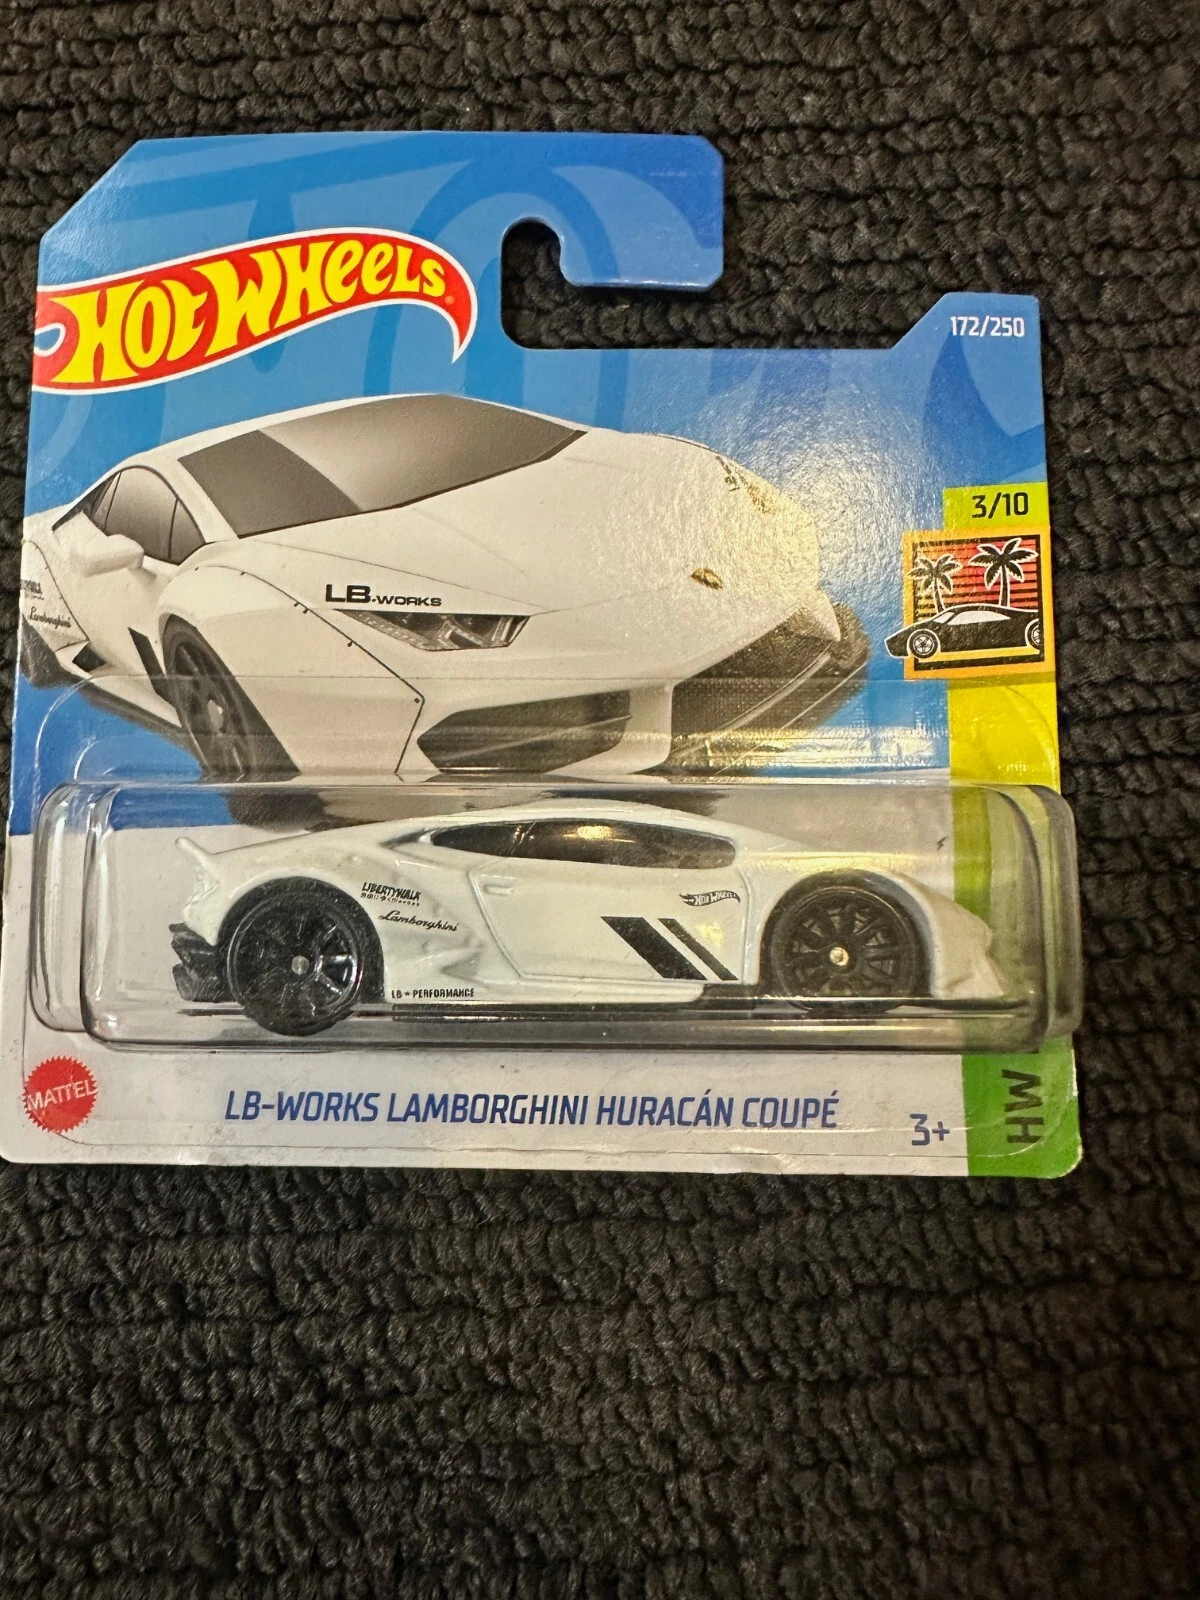 HOT WHEELS
172/250
3/10
LB-WORKS
Lamborghini
LIBERTYWALK
Lamborghini
HOT WHEELS
LB ★ PERFORMANCE
MATTEL
LB-WORKS LAMBORGHINI HURACÁN COUPÉ
3+
HW